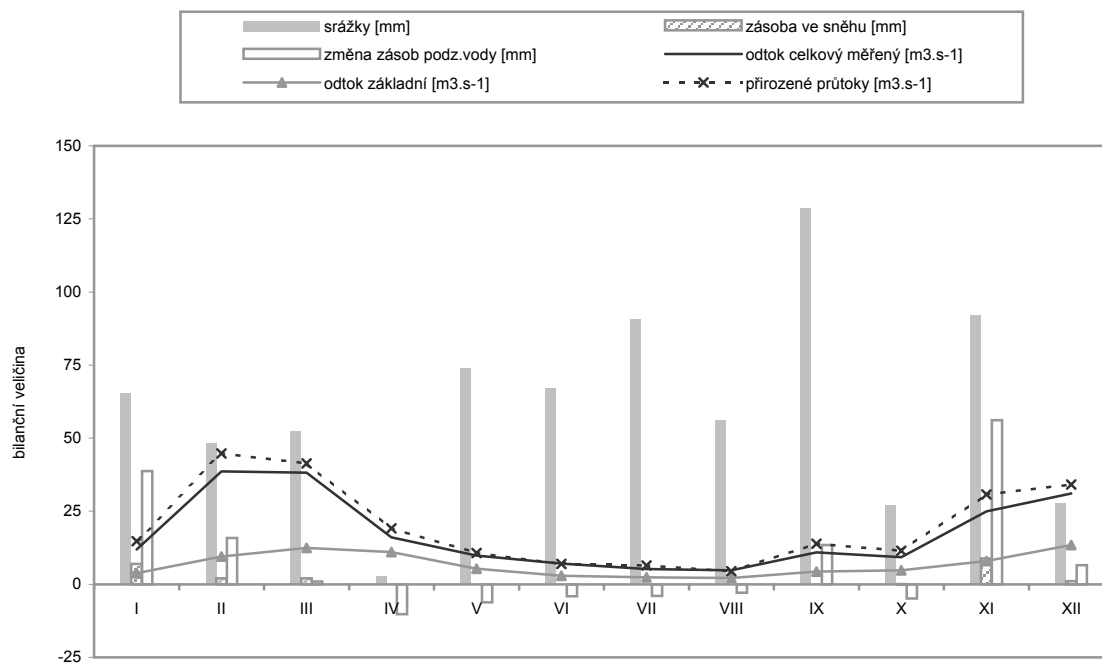 srážky [mm] zásoba ve sněhu [mm]
změna zásob podz.vody [mm] odtok celkový měřený [m3.s-1]
odtok základní [m3.s-1] přirozené průtoky [m3.s-1]
150
125
100
75
50
25
0
-25
bilanční veličina
I II III IV V VI VII VIII IX X XI XII